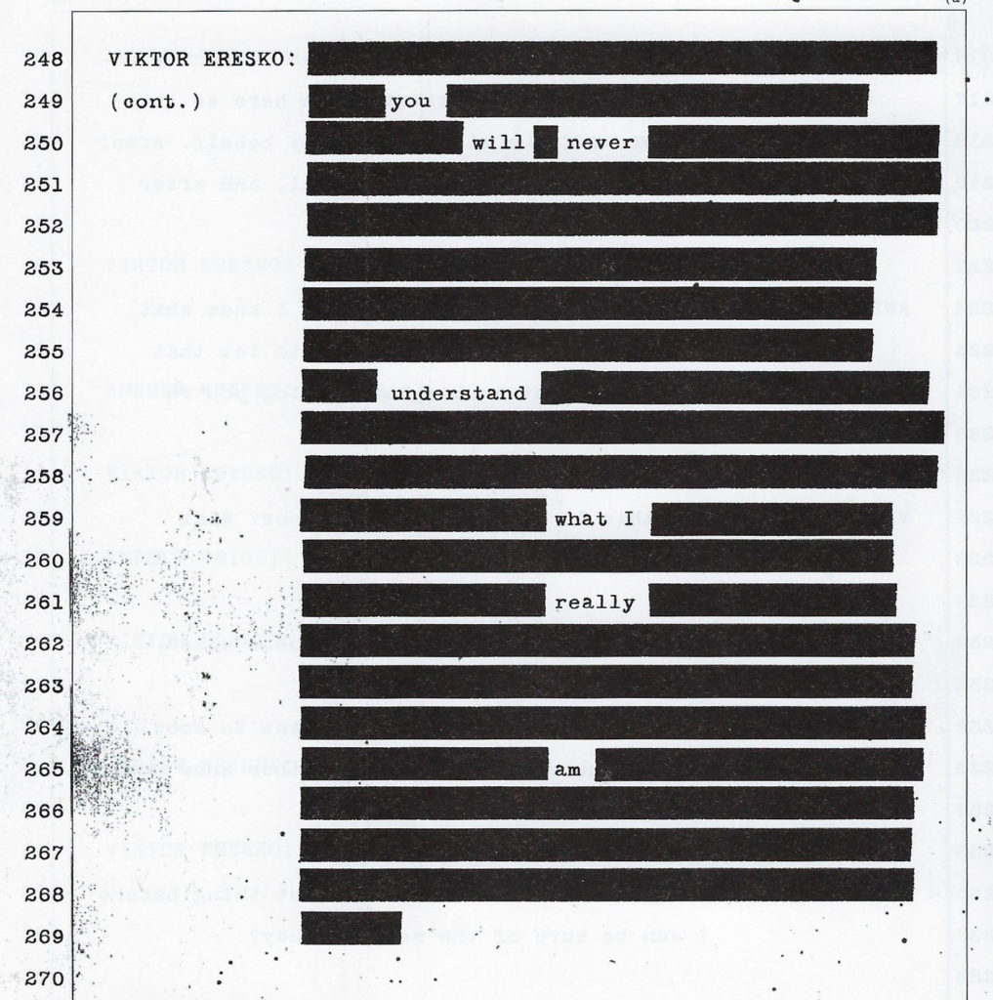 248 VIKTOR ERESKO:
249 (cont.) you
250 will never
251
252
253
254
255
256 understand
257
258
259 what I
260
261 really
262
263
264
265 am
266
267
268
269
270